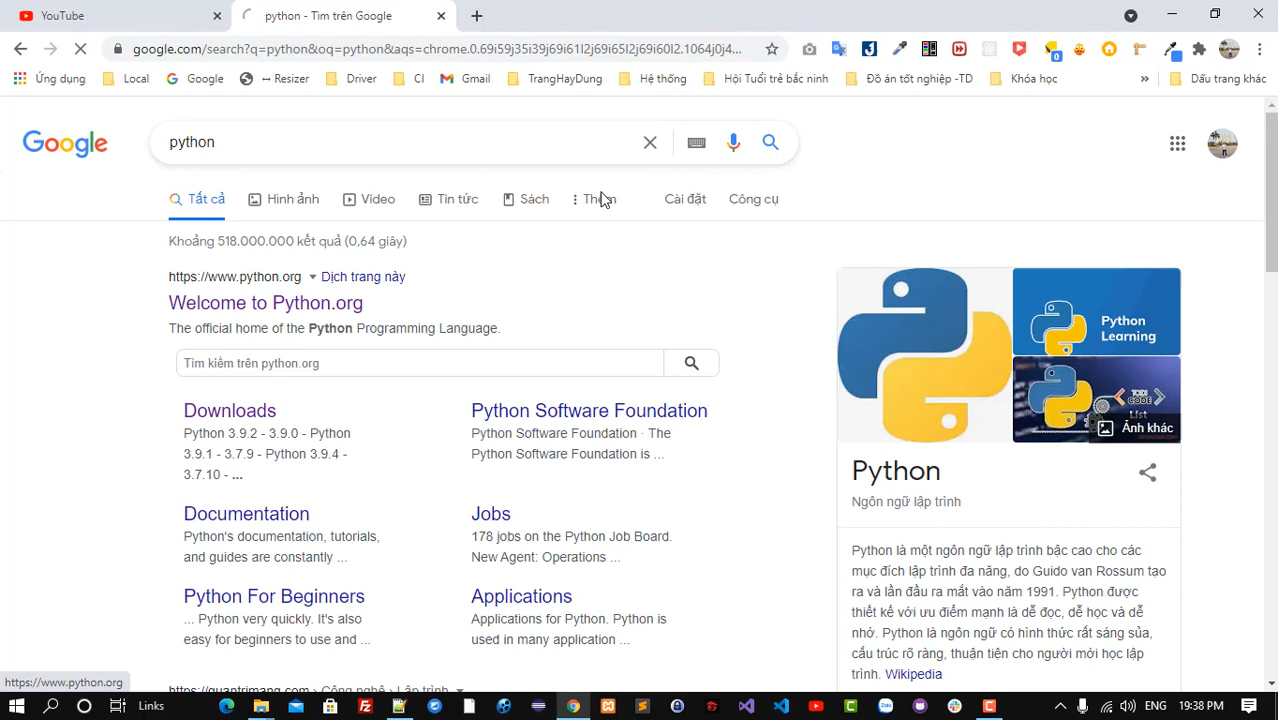 YouTube
python - Tìm trên Google
google.com/search?q=python&oq=python&aqs=chrome.0.69i59j35i39j69i61l2j69i65l2j69i60l2.1064j0j4...
Ứng dụng
Local
Google
↔ Resizer
Driver
CI
Gmail
TrangHayDung
Hệ thống
Hội Tuổi trẻ bắc ninh
Đồ án tốt nghiệp -TD
Khóa học
»
Dấu trang khác
0
Google
python
Tất cả
Hình ảnh
Video
Tin tức
Sách
Cài đặt
Công cụ
Khoảng 518.000.000 kết quả (0,64 giây)
https://www.python.org
Dịch trang này
Welcome to Python.org
The official home of the Python Programming Language.
Tìm kiếm trên python.org
Downloads
Python 3.9.2 - 3.9.0 - Python
3.9.1 - 3.7.9 - Python 3.9.4 -
3.7.10 - ...
Python Software Foundation
Python Software Foundation · The
Python Software Foundation is ...
Documentation
Python's documentation, tutorials,
and guides are constantly ...
Jobs
178 jobs on the Python Job Board.
New Agent: Operations ...
Python For Beginners
... Python very quickly. It's also
easy for beginners to use and ...
Applications
Applications for Python. Python is
used in many application ...
https://quantrimang.com › Công nghệ › Lập trình
Python
Learning
CODE
List
Ảnh khác
Python
Ngôn ngữ lập trình
Python là một ngôn ngữ lập trình bậc cao cho các
mục đích lập trình đa năng, do Guido van Rossum tạo
ra và lần đầu ra mắt vào năm 1991. Python được
thiết kế với ưu điểm mạnh là dễ đọc, dễ học và dễ
nhớ. Python là ngôn ngữ có hình thức rất sáng sủa,
cấu trúc rõ ràng, thuận tiện cho người mới học lập
trình. Wikipedia
https://www.python.org
Links
ENG
19:38 PM